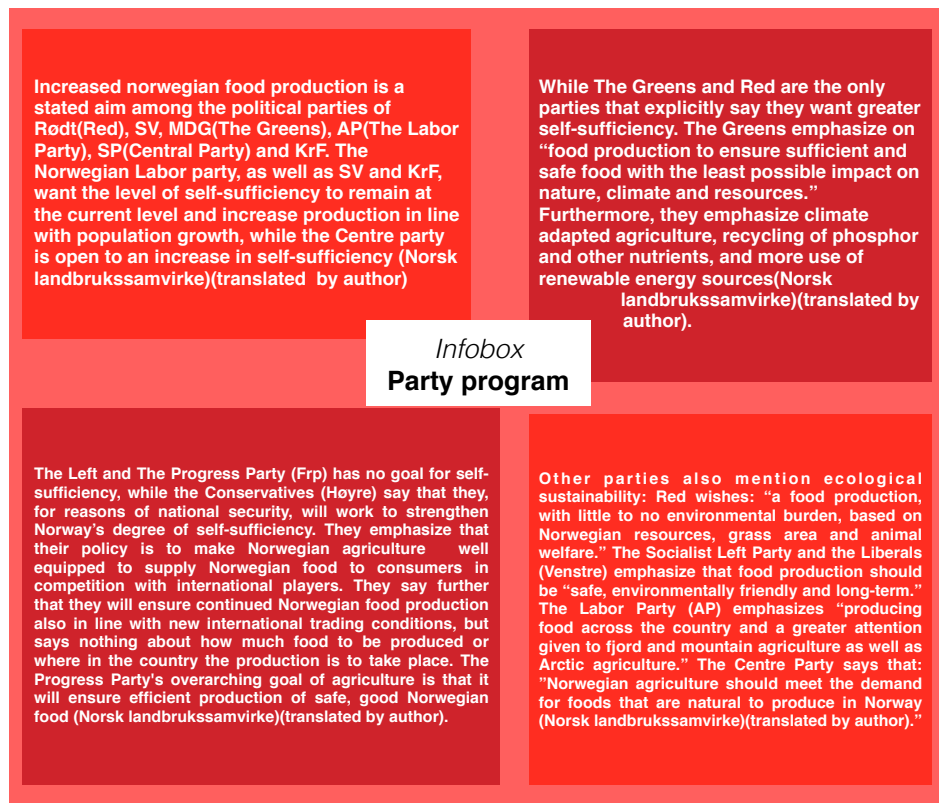 Increased norwegian food production is a
stated aim among the political parties of
Rødt(Red), SV, MDG(The Greens), AP(The Labor
Party), SP(Central Party) and KrF. The
Norwegian Labor party, as well as SV and KrF,
want the level of self-sufficiency to remain at
the current level and increase production in line
with population growth, while the Centre party
is open to an increase in self-sufficiency (Norsk
landbrukssamvirke)(translated by author)
While The Greens and Red are the only
parties that explicitly say they want greater
self-sufficiency. The Greens emphasize on
“food production to ensure sufficient and
safe food with the least possible impact on
nature, climate and resources.”
Furthermore, they emphasize climate
adapted agriculture, recycling of phosphor
and other nutrients, and more use of
renewable energy sources(Norsk
landbrukssamvirke)(translated by
author).
Infobox
Party program
The Left and The Progress Party (Frp) has no goal for self-
sufficiency, while the Conservatives (Høyre) say that they,
for reasons of national security, will work to strengthen
Norway’s degree of self-sufficiency. They emphasize that
their policy is to make Norwegian agriculture well
equipped to supply Norwegian food to consumers in
competition with international players. They say further
that they will ensure continued Norwegian food production
also in line with new international trading conditions, but
says nothing about how much food to be produced or
where in the country the production is to take place. The
Progress Party's overarching goal of agriculture is that it
will ensure efficient production of safe, good Norwegian
food (Norsk landbrukssamvirke)(translated by author).
Other parties also mention ecological
sustainability: Red wishes: “a food production,
with little to no environmental burden, based on
Norwegian resources, grass area and animal
welfare.” The Socialist Left Party and the Liberals
(Venstre) emphasize that food production should
be “safe, environmentally friendly and long-term.”
The Labor Party (AP) emphasizes “producing
food across the country and a greater attention
given to fjord and mountain agriculture as well as
Arctic agriculture.” The Centre Party says that:
”Norwegian agriculture should meet the demand
for foods that are natural to produce in Norway
(Norsk landbrukssamvirke)(translated by author).”